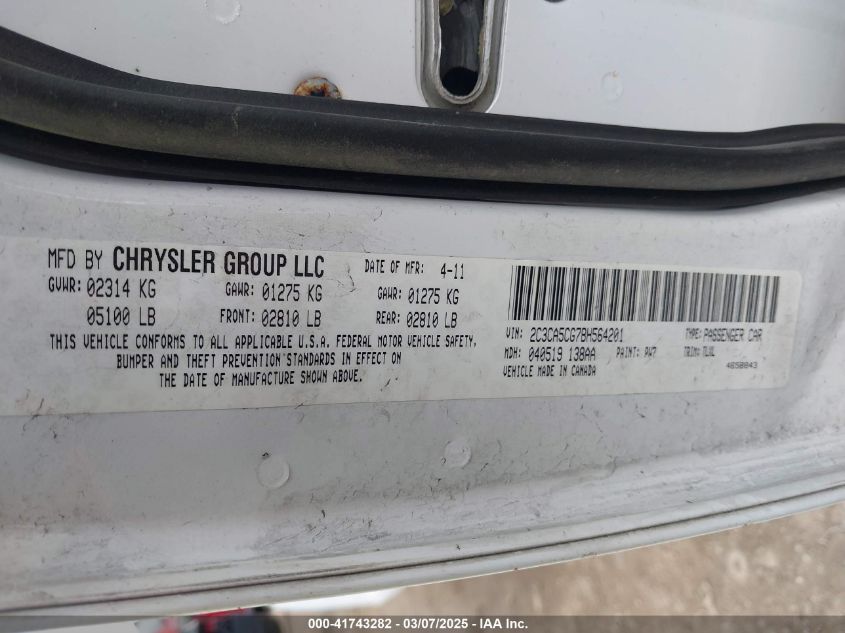 MFD BY CHRYSLER GROUP LLC DATE OF MFR: 4-11
GVWR: 02314 KG GAWR: 01275 KG GAWR: 01275 KG
05100 LB FRONT: 02810 LB REAR: 02810 LB
THIS VEHICLE CONFORMS TO ALL APPLICABLE U.S.A. FEDERAL MOTOR VEHICLE SAFETY,
BUMPER AND THEFT PREVENTION STANDARDS IN EFFECT ON
THE DATE OF MANUFACTURE SHOWN ABOVE.
VIN: 2C3CA5CG7BH564201 TYPE: PASSENGER CAR
MDH: 040519 138AA PAINT: PW7 TRIM: TLXL
VEHICLE MADE IN CANADA 4650843
000-41743282 - 03/07/2025 - IAA Inc.